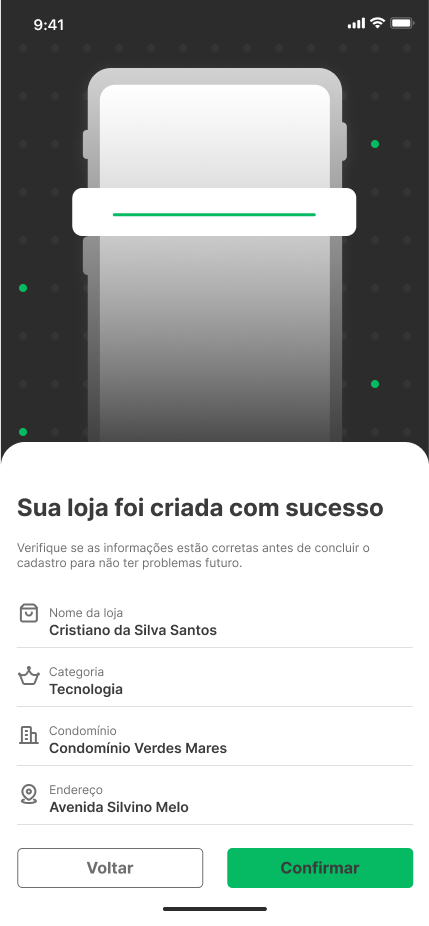 9:41
Sua loja foi criada com sucesso
Verifique se as informações estão corretas antes de concluir o
cadastro para não ter problemas futuro.
Nome da loja
Cristiano da Silva Santos
Categoria
Tecnologia
Condomínio
Condomínio Verdes Mares
Endereço
Avenida Silvino Melo
Voltar
Confirmar